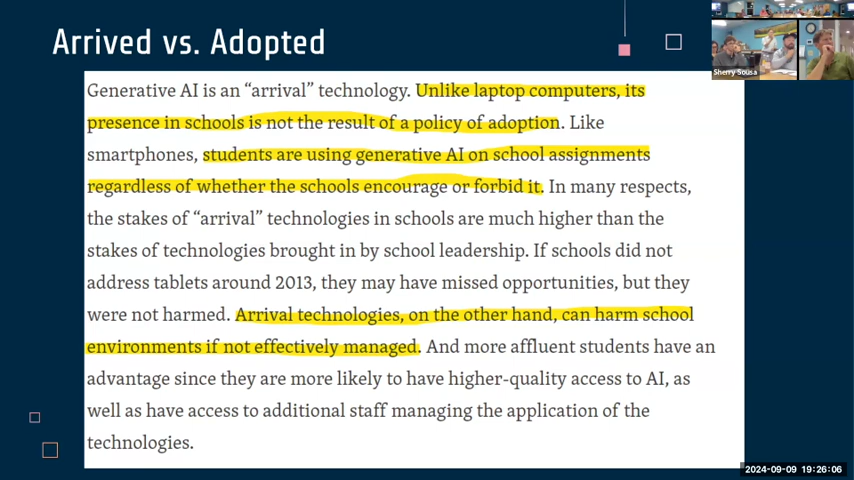 Arrived vs. Adopted
Sherry Sousa
Generative AI is an “arrival” technology. Unlike laptop computers, its
presence in schools is not the result of a policy of adoption. Like
smartphones, students are using generative AI on school assignments
regardless of whether the schools encourage or forbid it. In many respects,
the stakes of “arrival” technologies in schools are much higher than the
stakes of technologies brought in by school leadership. If schools did not
address tablets around 2013, they may have missed opportunities, but they
were not harmed. Arrival technologies, on the other hand, can harm school
environments if not effectively managed. And more affluent students have an
advantage since they are more likely to have higher-quality access to AI, as
well as have access to additional staff managing the application of the
technologies.
2024-09-09 19:26:06